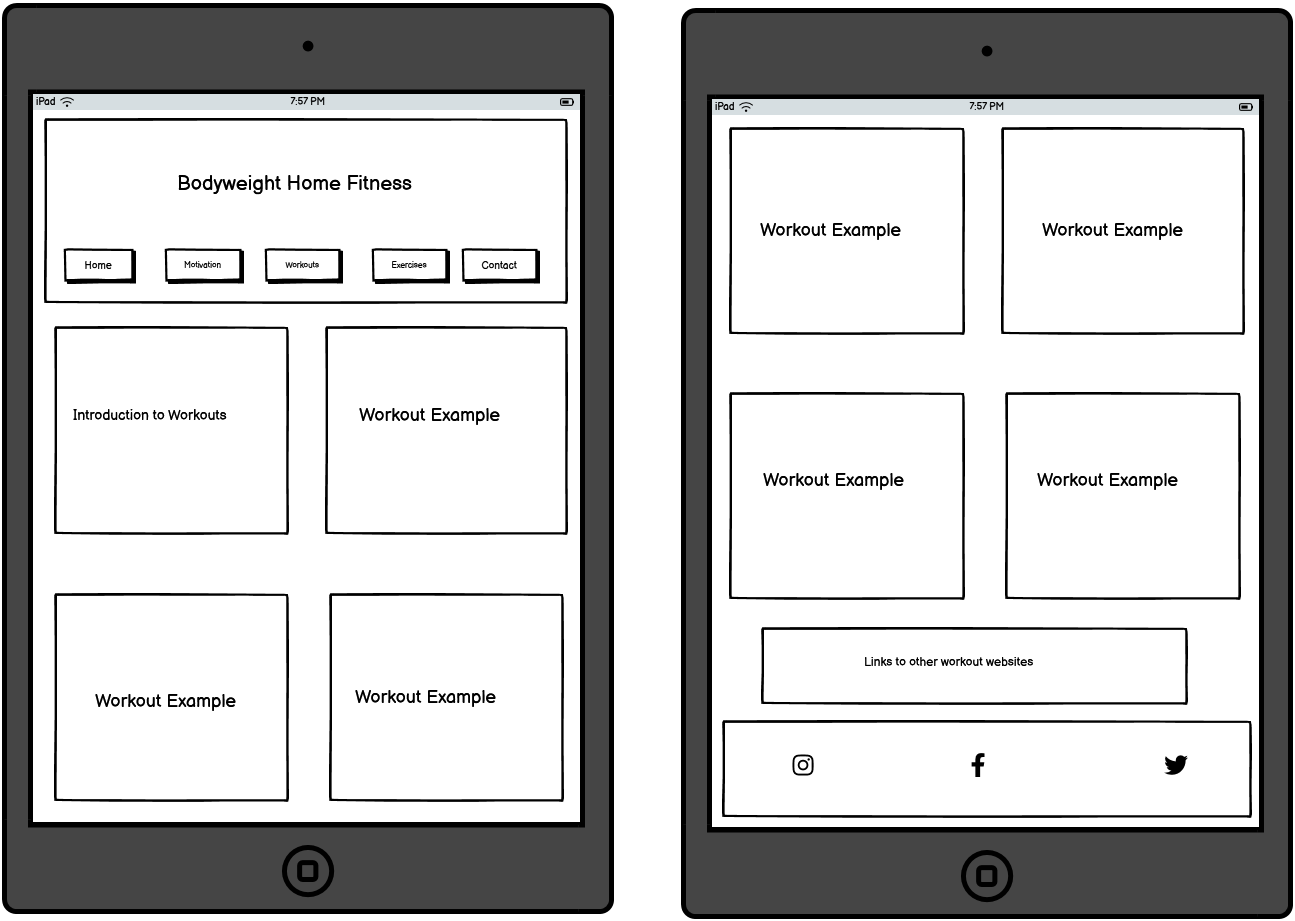 iPad 7:57 PM
Bodyweight Home Fitness
Home Motivation Workouts Exercises Contact
Introduction to Workouts
Workout Example
Workout Example
Workout Example
iPad 7:57 PM
Workout Example
Workout Example
Workout Example
Workout Example
Links to other workout websites